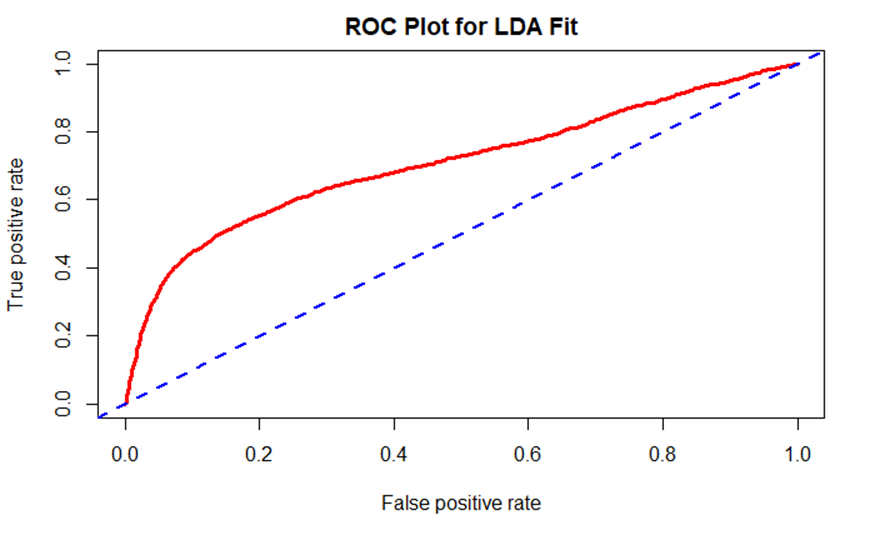 ROC Plot for LDA Fit
True positive rate
1.0
0.8
0.6
0.4
0.2
0.0
0.0 0.2 0.4 0.6 0.8 1.0
False positive rate